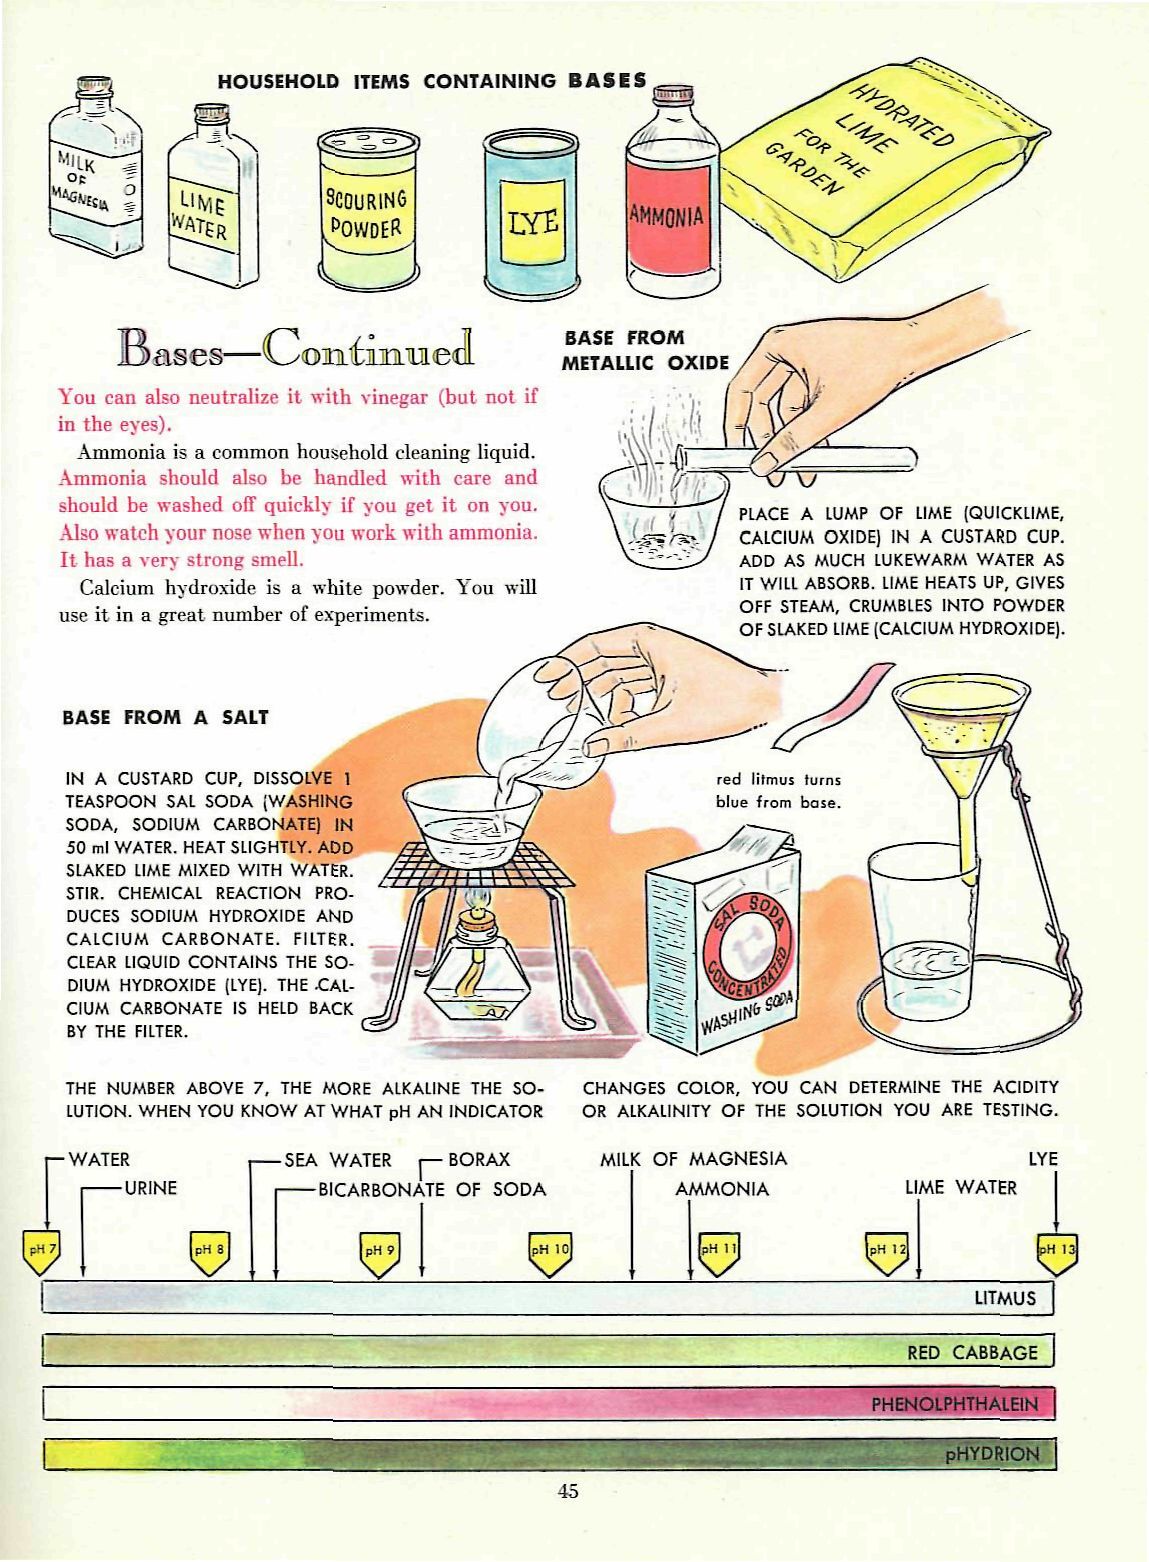 HOUSEHOLD ITEMS CONTAINING BASES
MILK
OF
MAGNESIA
LIME
WATER
SCOURING
POWDER
LYE
AMMONIA
HYDRATED
LIME
FOR THE
GARDEN
Bases—Continued
You can also neutralize it with vinegar (but not if
in the eyes).
Ammonia is a common household cleaning liquid.
Ammonia should also be handled with care and
should be washed off quickly if you get it on you.
Also watch your nose when you work with ammonia.
It has a very strong smell.
Calcium hydroxide is a white powder. You will
use it in a great number of experiments.
BASE FROM
METALLIC OXIDE
PLACE A LUMP OF LIME (QUICKLIME,
CALCIUM OXIDE) IN A CUSTARD CUP.
ADD AS MUCH LUKEWARM WATER AS
IT WILL ABSORB. LIME HEATS UP, GIVES
OFF STEAM, CRUMBLES INTO POWDER
OF SLAKED LIME (CALCIUM HYDROXIDE).
BASE FROM A SALT
IN A CUSTARD CUP, DISSOLVE 1
TEASPOON SAL SODA (WASHING
SODA, SODIUM CARBONATE) IN
50 ml WATER. HEAT SLIGHTLY. ADD
SLAKED LIME MIXED WITH WATER.
STIR. CHEMICAL REACTION PRO-
DUCES SODIUM HYDROXIDE AND
CALCIUM CARBONATE. FILTER.
CLEAR LIQUID CONTAINS THE SO-
DIUM HYDROXIDE (LYE). THE CAL-
CIUM CARBONATE IS HELD BACK
BY THE FILTER.
red litmus turns
blue from base.
SAL SODA
CONCENTRATED
WASHING SODA
THE NUMBER ABOVE 7, THE MORE ALKALINE THE SO-
LUTION. WHEN YOU KNOW AT WHAT pH AN INDICATOR
CHANGES COLOR, YOU CAN DETERMINE THE ACIDITY
OR ALKALINITY OF THE SOLUTION YOU ARE TESTING.
WATER
SEA WATER
BORAX
MILK OF MAGNESIA
LYE
URINE
BICARBONATE OF SODA
AMMONIA
LIME WATER
pH 7
pH 8
pH 9
pH 10
pH 11
pH 12
pH 13
LITMUS
RED CABBAGE
PHENOLPHTHALEIN
pHYDRION
45